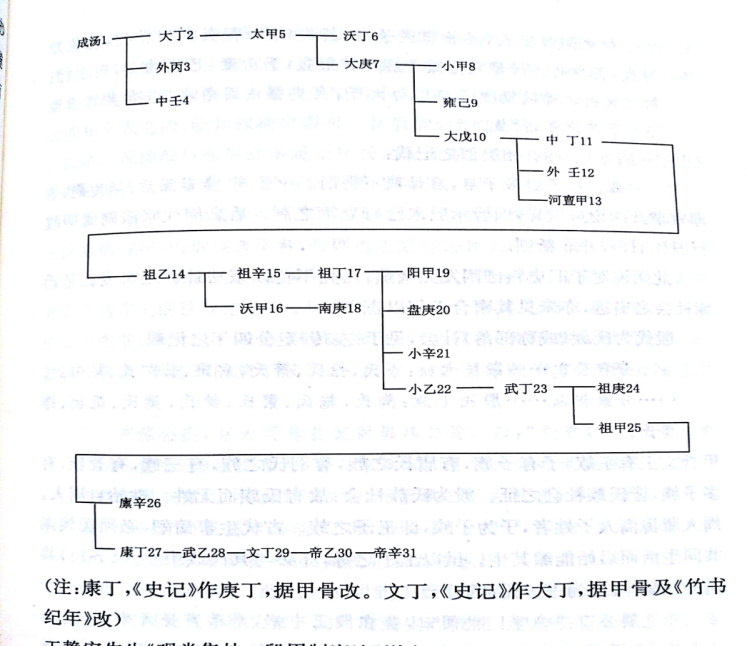 成汤1 大丁2 太甲5 沃丁6
外丙3 太庚7 小甲8
中壬4 雍己9
大戊10 中 丁11
外 壬12
河亶甲13
祖乙14 祖辛15 祖丁17 阳甲19
沃甲16 南庚18 盘庚20
小辛21
小乙22 武丁23 祖庚24
祖甲25
廪辛26
康丁27 武乙28 文丁29 帝乙30 帝辛31
(注:康丁,《史记》作庚丁,据甲骨改。文丁,《史记》作大丁,据甲骨及《竹书
纪年》改)